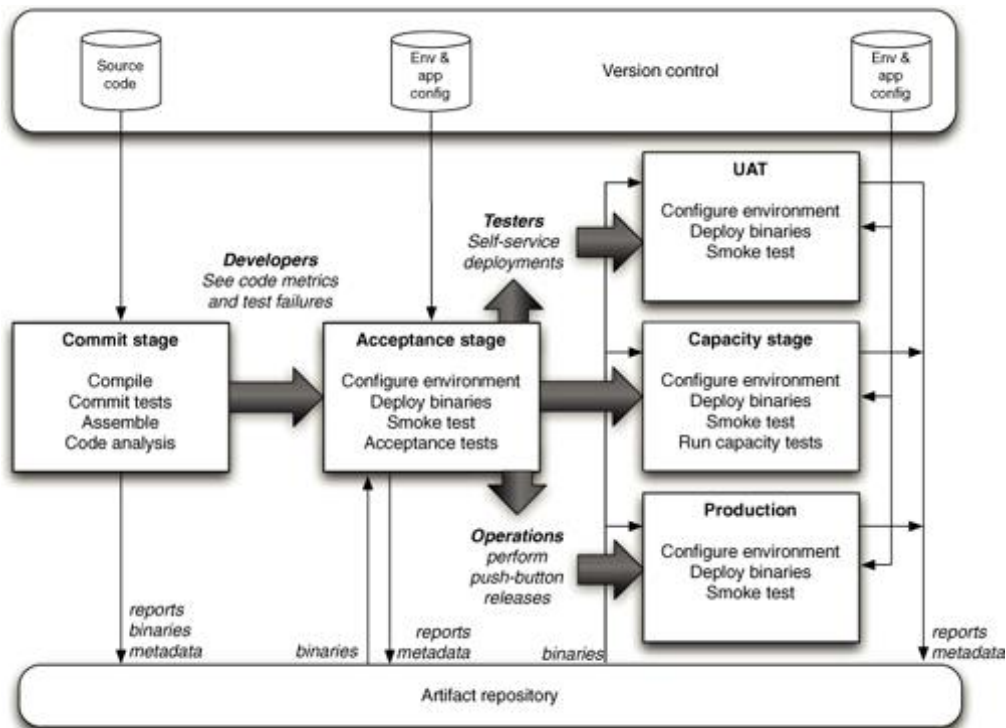 Source
code
Env &
app
config
Version control
Env &
app
config
Developers
See code metrics
and test failures
Testers
Self-service
deployments
UAT
Configure environment
Deploy binaries
Smoke test
Commit stage
Compile
Commit tests
Assemble
Code analysis
Acceptance stage
Configure environment
Deploy binaries
Smoke test
Acceptance tests
Capacity stage
Configure environment
Deploy binaries
Smoke test
Run capacity tests
Operations
perform
push-button
releases
Production
Configure environment
Deploy binaries
Smoke test
reports
binaries
metadata
binaries
reports
metadata
binaries
reports
metadata
Artifact repository